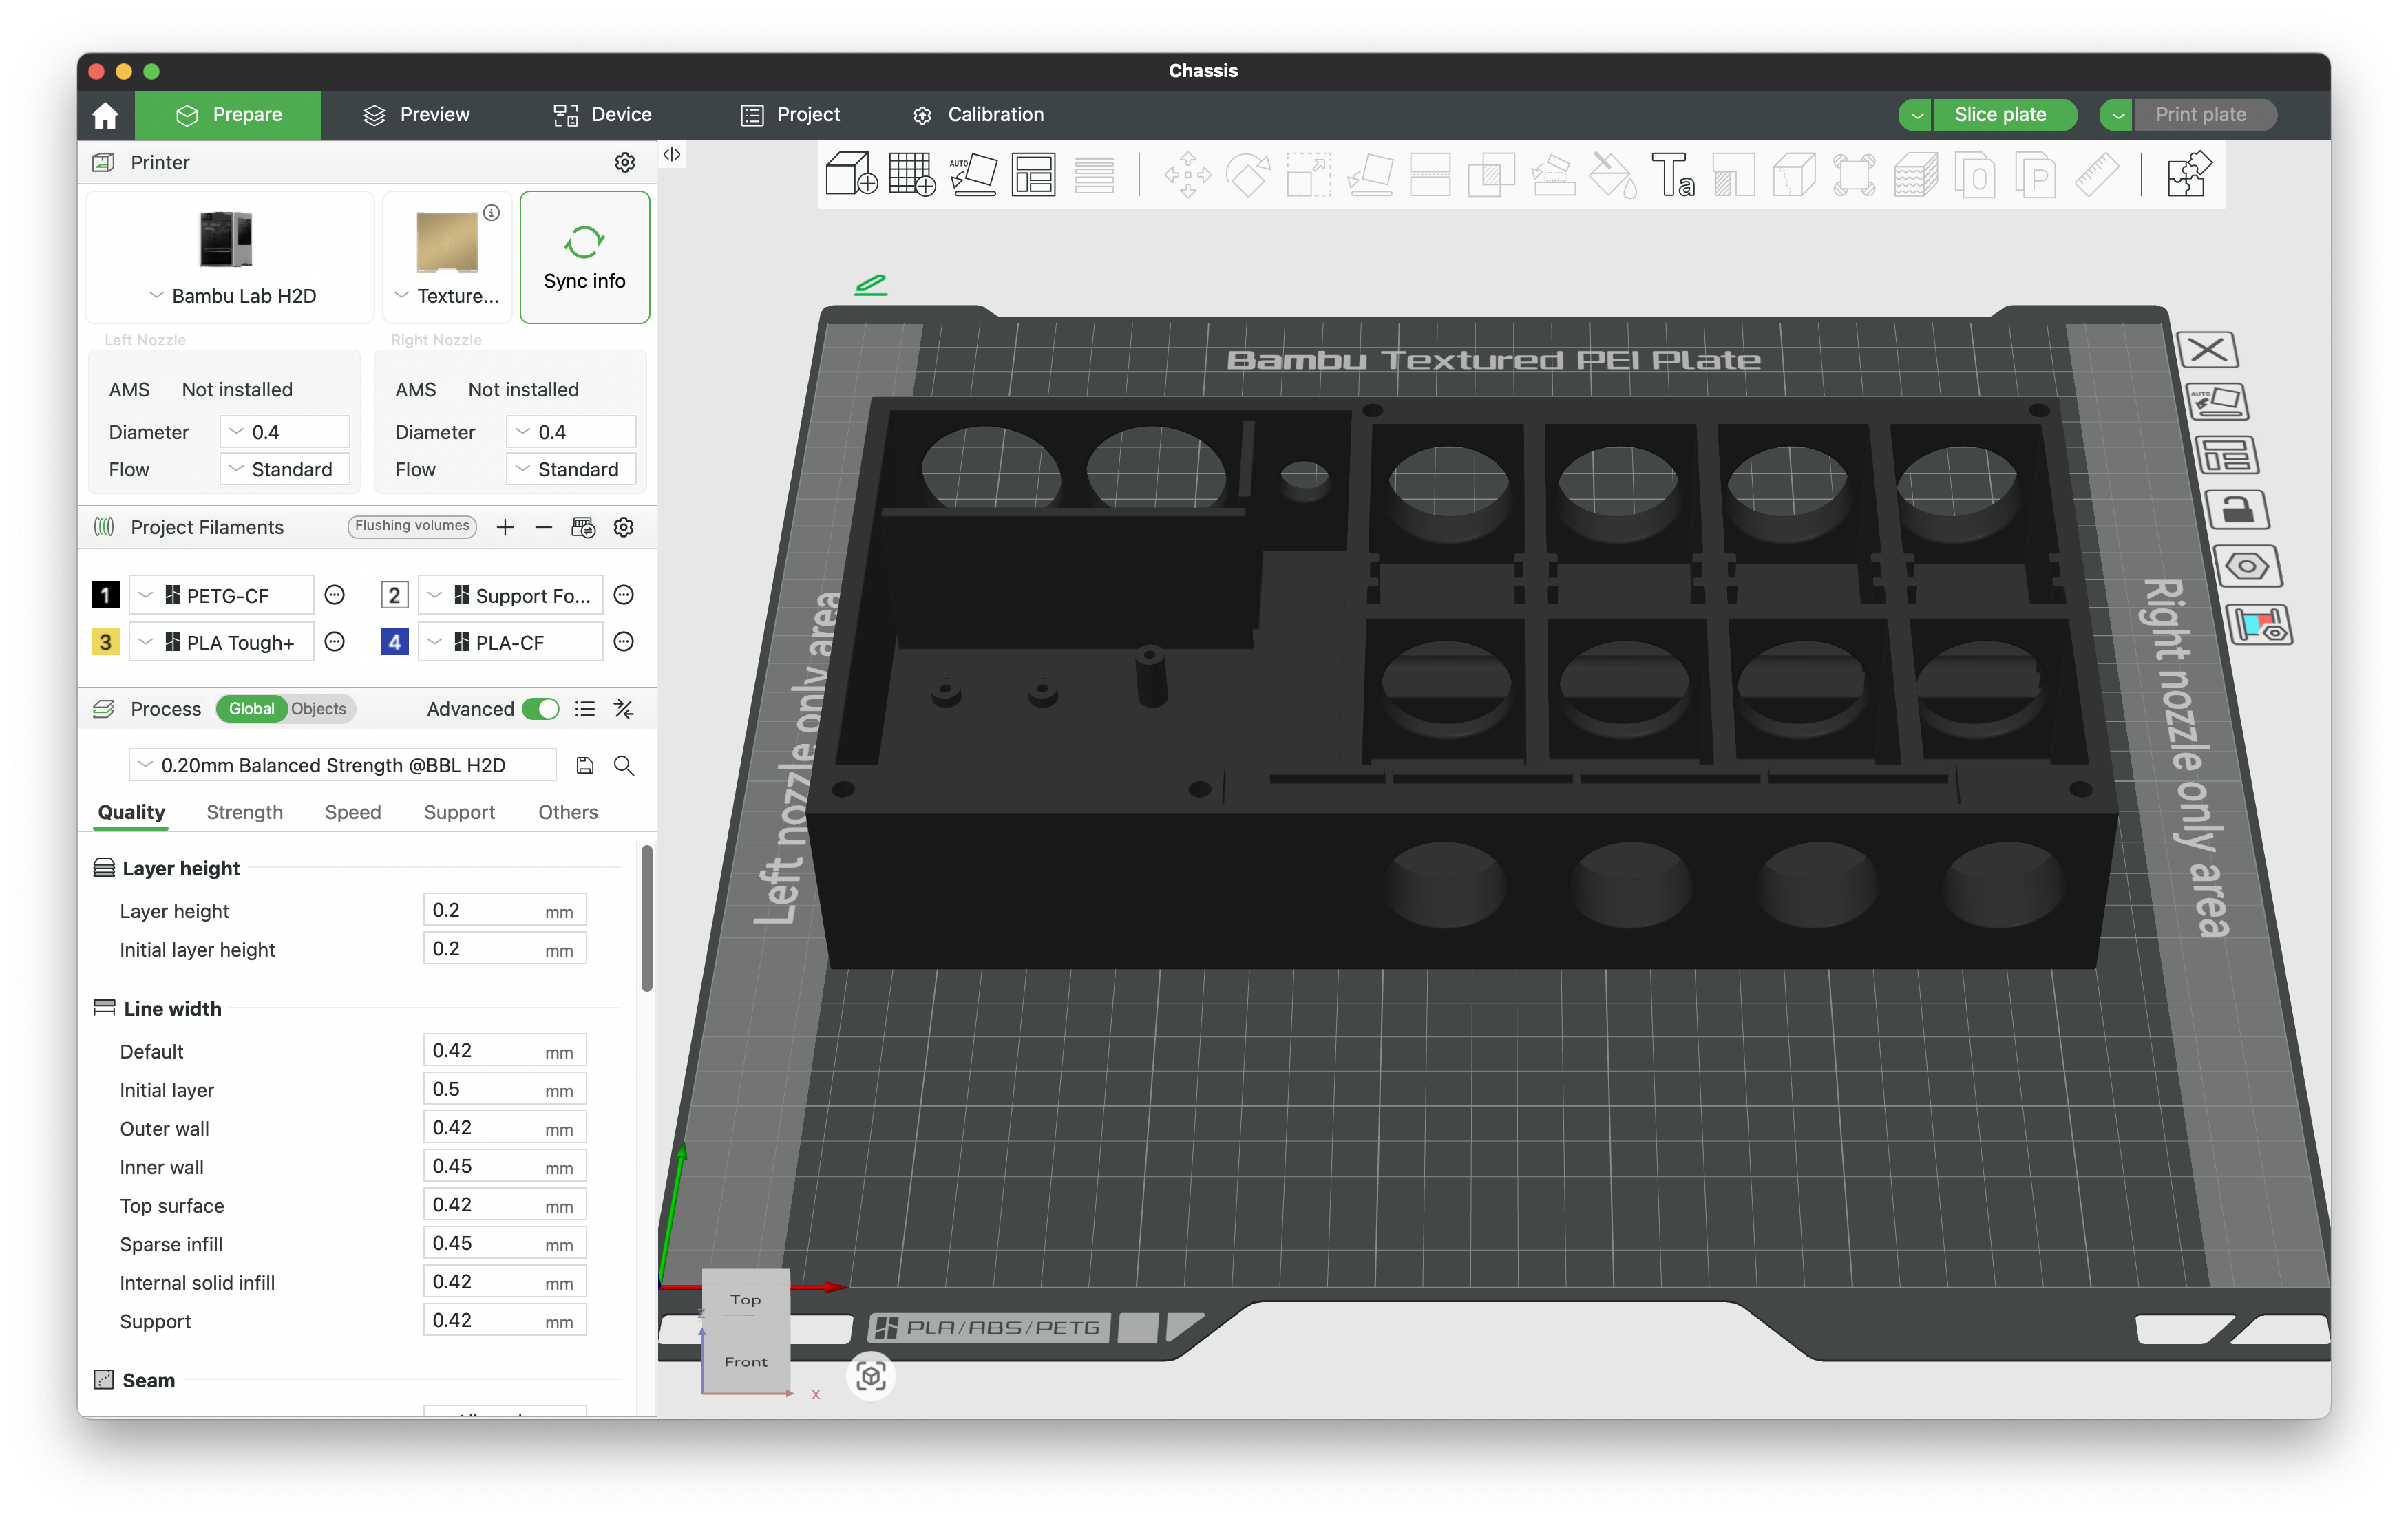 Chassis
Prepare
Preview
Device
Project
Calibration
Slice plate
Print plate
Printer
Bambu Lab H2D
Texture...
Sync info
Left Nozzle
Right Nozzle
AMS Not installed
AMS Not installed
Diameter 0.4
Diameter 0.4
Flow Standard
Flow Standard
Project Filaments
Flushing volumes
1 PETG-CF
2 Support Fo...
3 PLA Tough+
4 PLA-CF
Process
Global
Objects
Advanced
0.20mm Balanced Strength @BBL H2D
Quality
Strength
Speed
Support
Others
Layer height
Layer height 0.2 mm
Initial layer height 0.2 mm
Line width
Default 0.42 mm
Initial layer 0.5 mm
Outer wall 0.42 mm
Inner wall 0.45 mm
Top surface 0.42 mm
Sparse infill 0.45 mm
Internal solid infill 0.42 mm
Support 0.42 mm
Seam
AUTO
Ta
O
P
Bambu Textured PEI Plate
AUTO
Left nozzle only area
Right nozzle only area
PLA/ABS/PETG
Top
Front
z
x